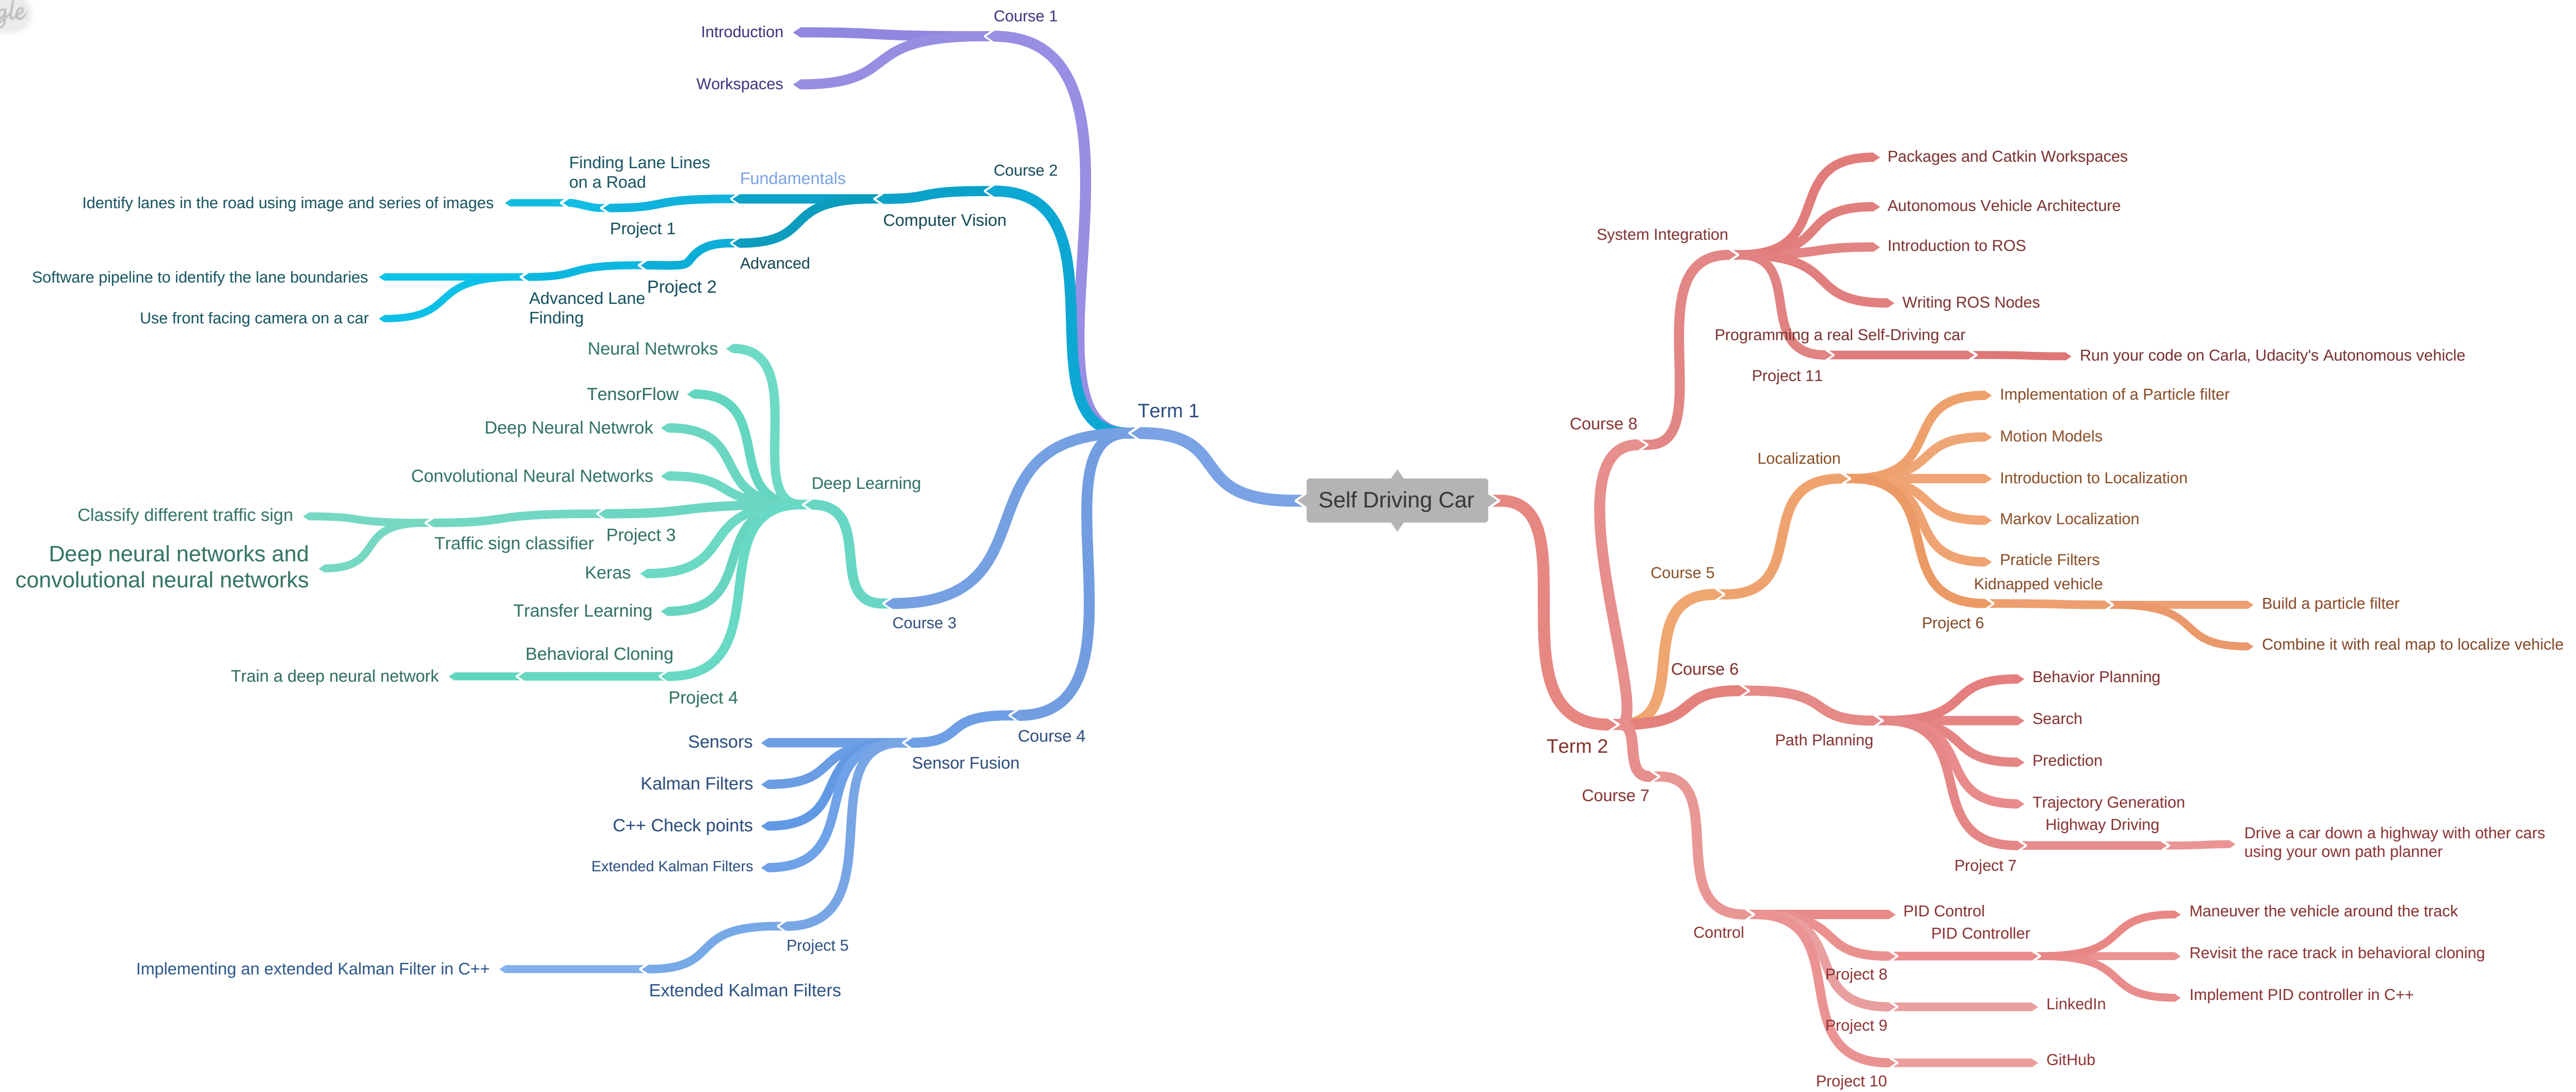 Self Driving Car
Term 1
Course 1
Introduction
Workspaces
Course 2
Computer Vision
Fundamentals
Project 1
Finding Lane Lines
on a Road
Identify lanes in the road using image and series of images
Advanced
Project 2
Advanced Lane
Finding
Software pipeline to identify the lane boundaries
Use front facing camera on a car
Course 3
Deep Learning
Neural Netwroks
TensorFlow
Deep Neural Netwrok
Convolutional Neural Networks
Project 3
Traffic sign classifier
Classify different traffic sign
Deep neural networks and
convolutional neural networks
Keras
Transfer Learning
Project 4
Behavioral Cloning
Train a deep neural network
Course 4
Sensor Fusion
Sensors
Kalman Filters
C++ Check points
Extended Kalman Filters
Project 5
Extended Kalman Filters
Implementing an extended Kalman Filter in C++
Term 2
Course 8
System Integration
Packages and Catkin Workspaces
Autonomous Vehicle Architecture
Introduction to ROS
Writing ROS Nodes
Project 11
Programming a real Self-Driving car
Run your code on Carla, Udacity's Autonomous vehicle
Course 5
Localization
Implementation of a Particle filter
Motion Models
Introduction to Localization
Markov Localization
Praticle Filters
Project 6
Kidnapped vehicle
Build a particle filter
Combine it with real map to localize vehicle
Course 6
Path Planning
Behavior Planning
Search
Prediction
Trajectory Generation
Project 7
Highway Driving
Drive a car down a highway with other cars
using your own path planner
Course 7
Control
PID Control
Project 8
PID Controller
Maneuver the vehicle around the track
Revisit the race track in behavioral cloning
Implement PID controller in C++
Project 9
LinkedIn
Project 10
GitHub